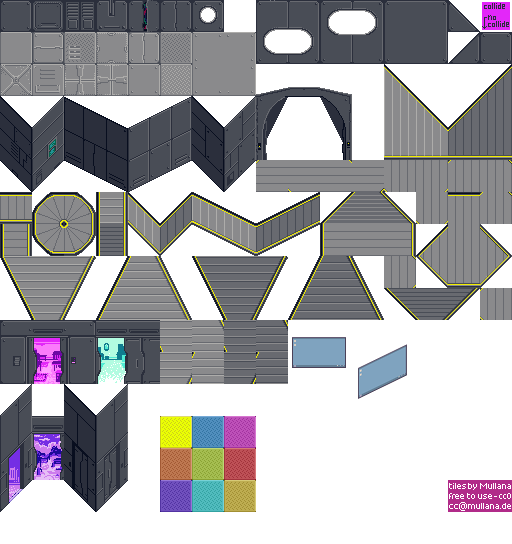 collide
no
collide
tiles by Mullana
free to use - cc0
cc@mullana.de